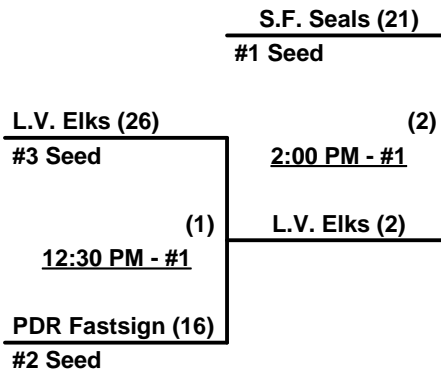 S.F. Seals (21)
#1 Seed
L.V. Elks (26)
(2)
#3 Seed
2:00 PM - #1
(1)
L.V. Elks (2)
12:30 PM - #1
PDR Fastsign (16)
#2 Seed